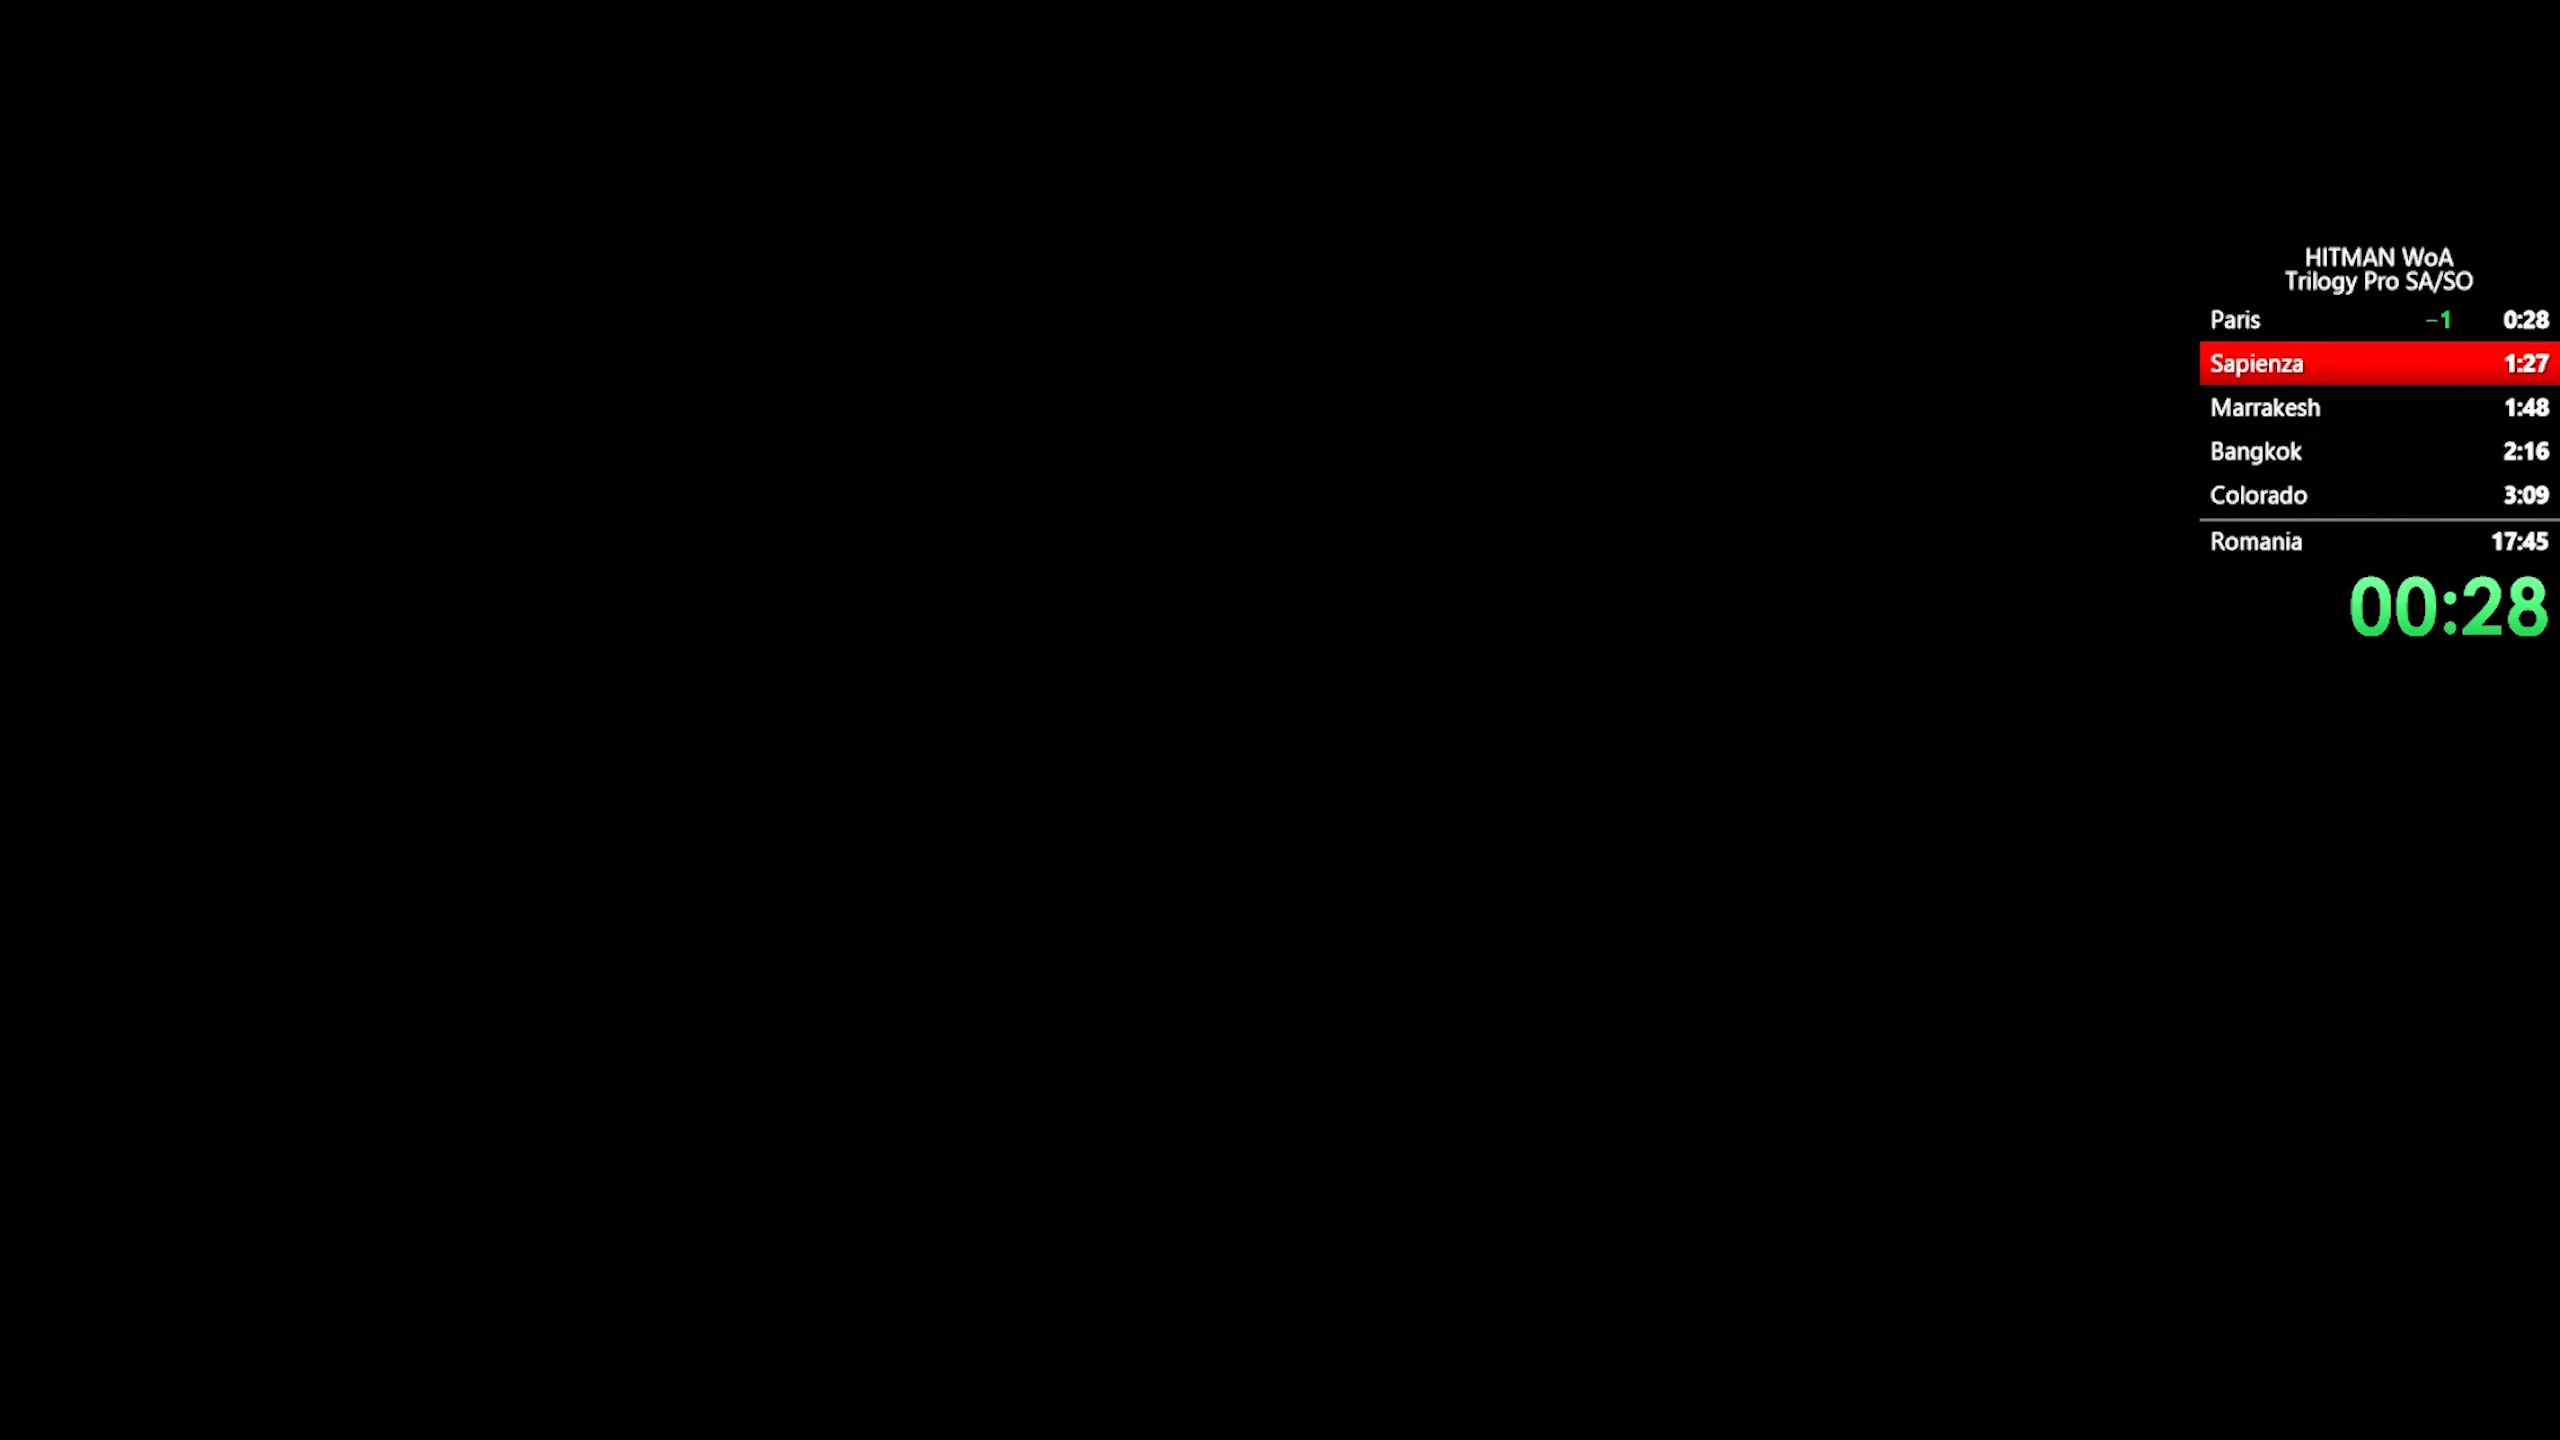 HITMAN WoA
Trilogy Pro SA/SO
Paris −1 0:28
Sapienza 1:27
Marrakesh 1:48
Bangkok 2:16
Colorado 3:09
Romania 17:45
00:28